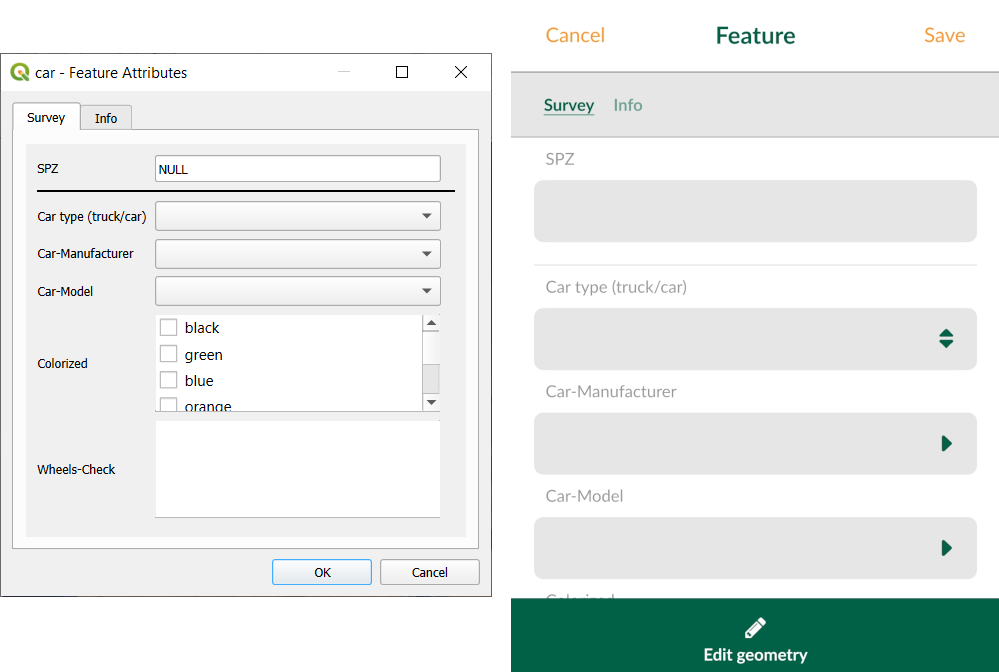 car - Feature Attributes
Survey Info
SPZ NULL
Car type (truck/car)
Car-Manufacturer
Car-Model
Colorized
black
green
blue
orange
Wheels-Check
OK Cancel
Cancel Feature Save
Survey Info
SPZ
Car type (truck/car)
Car-Manufacturer
Car-Model
Colorized
Edit geometry